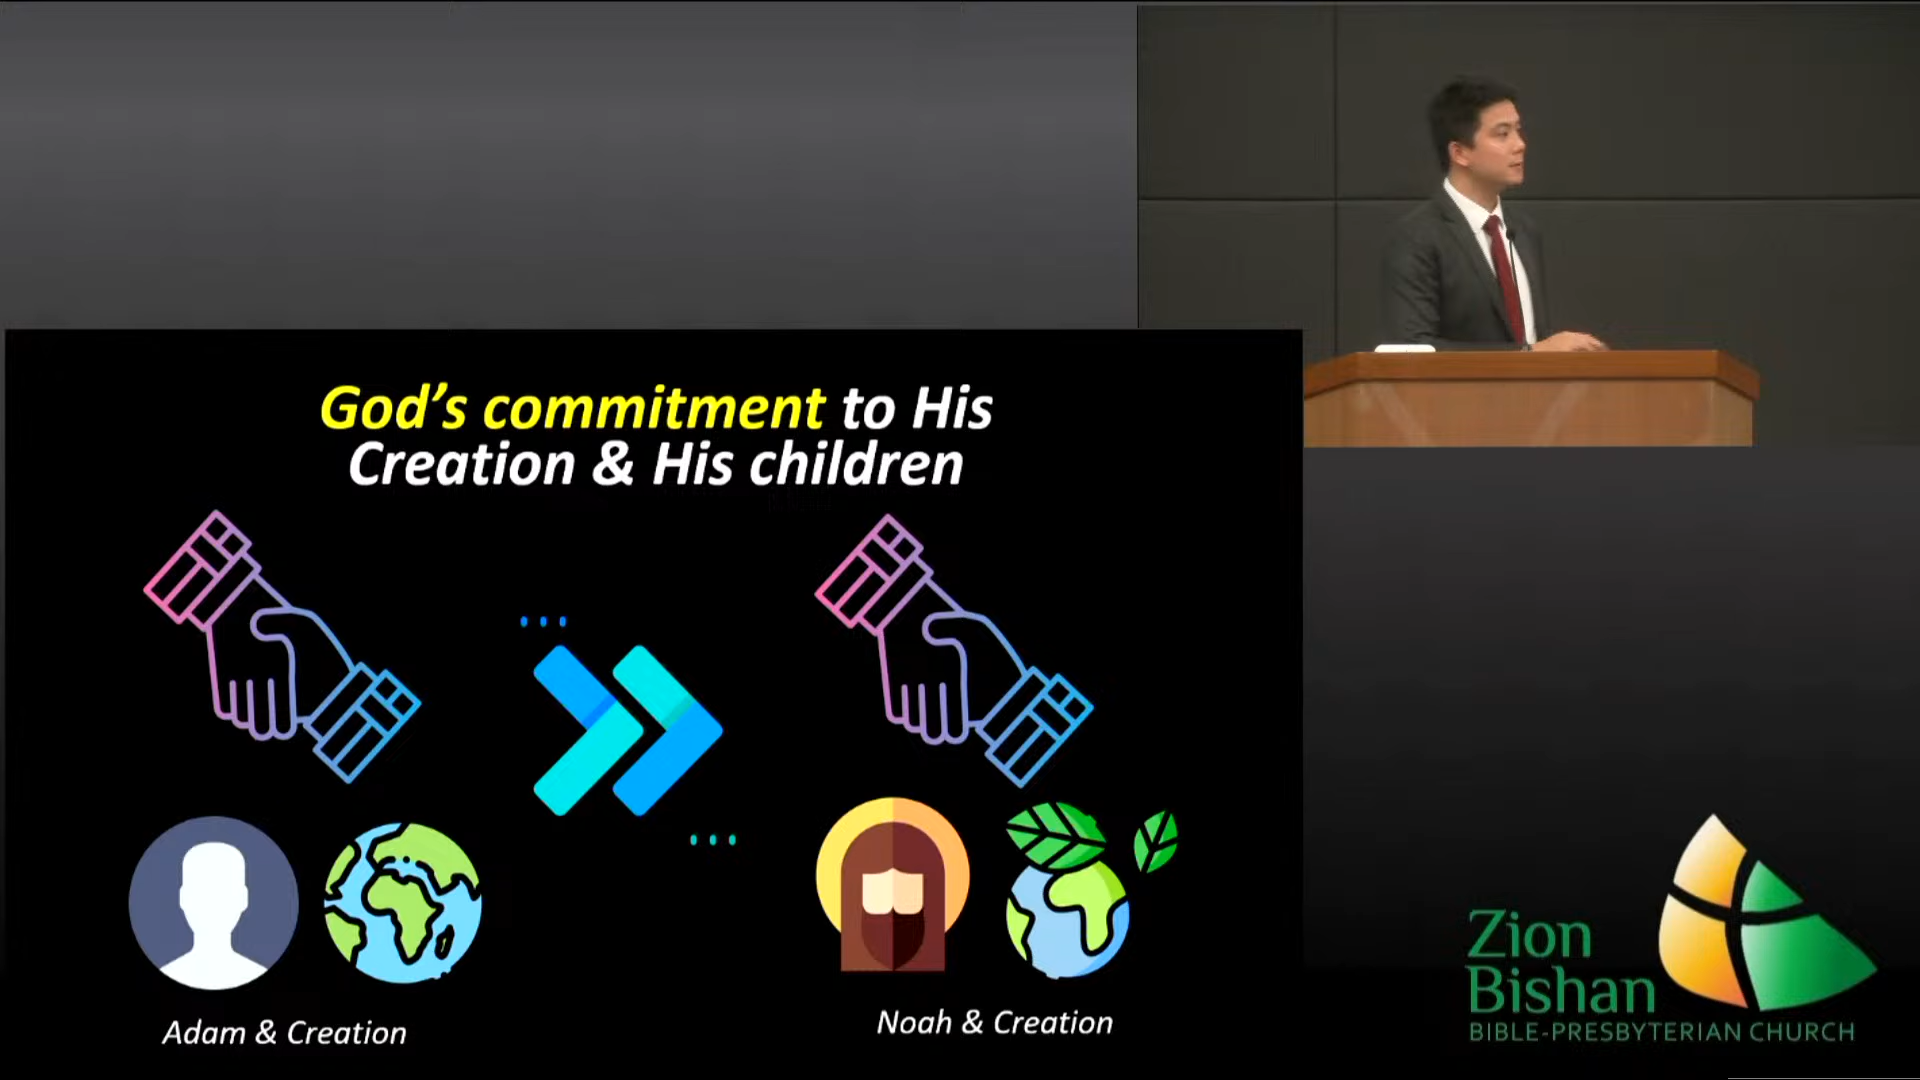 God's commitment to His
Creation & His children
Adam & Creation
Noah & Creation
Zion
Bishan
BIBLE-PRESBYTERIAN CHURCH